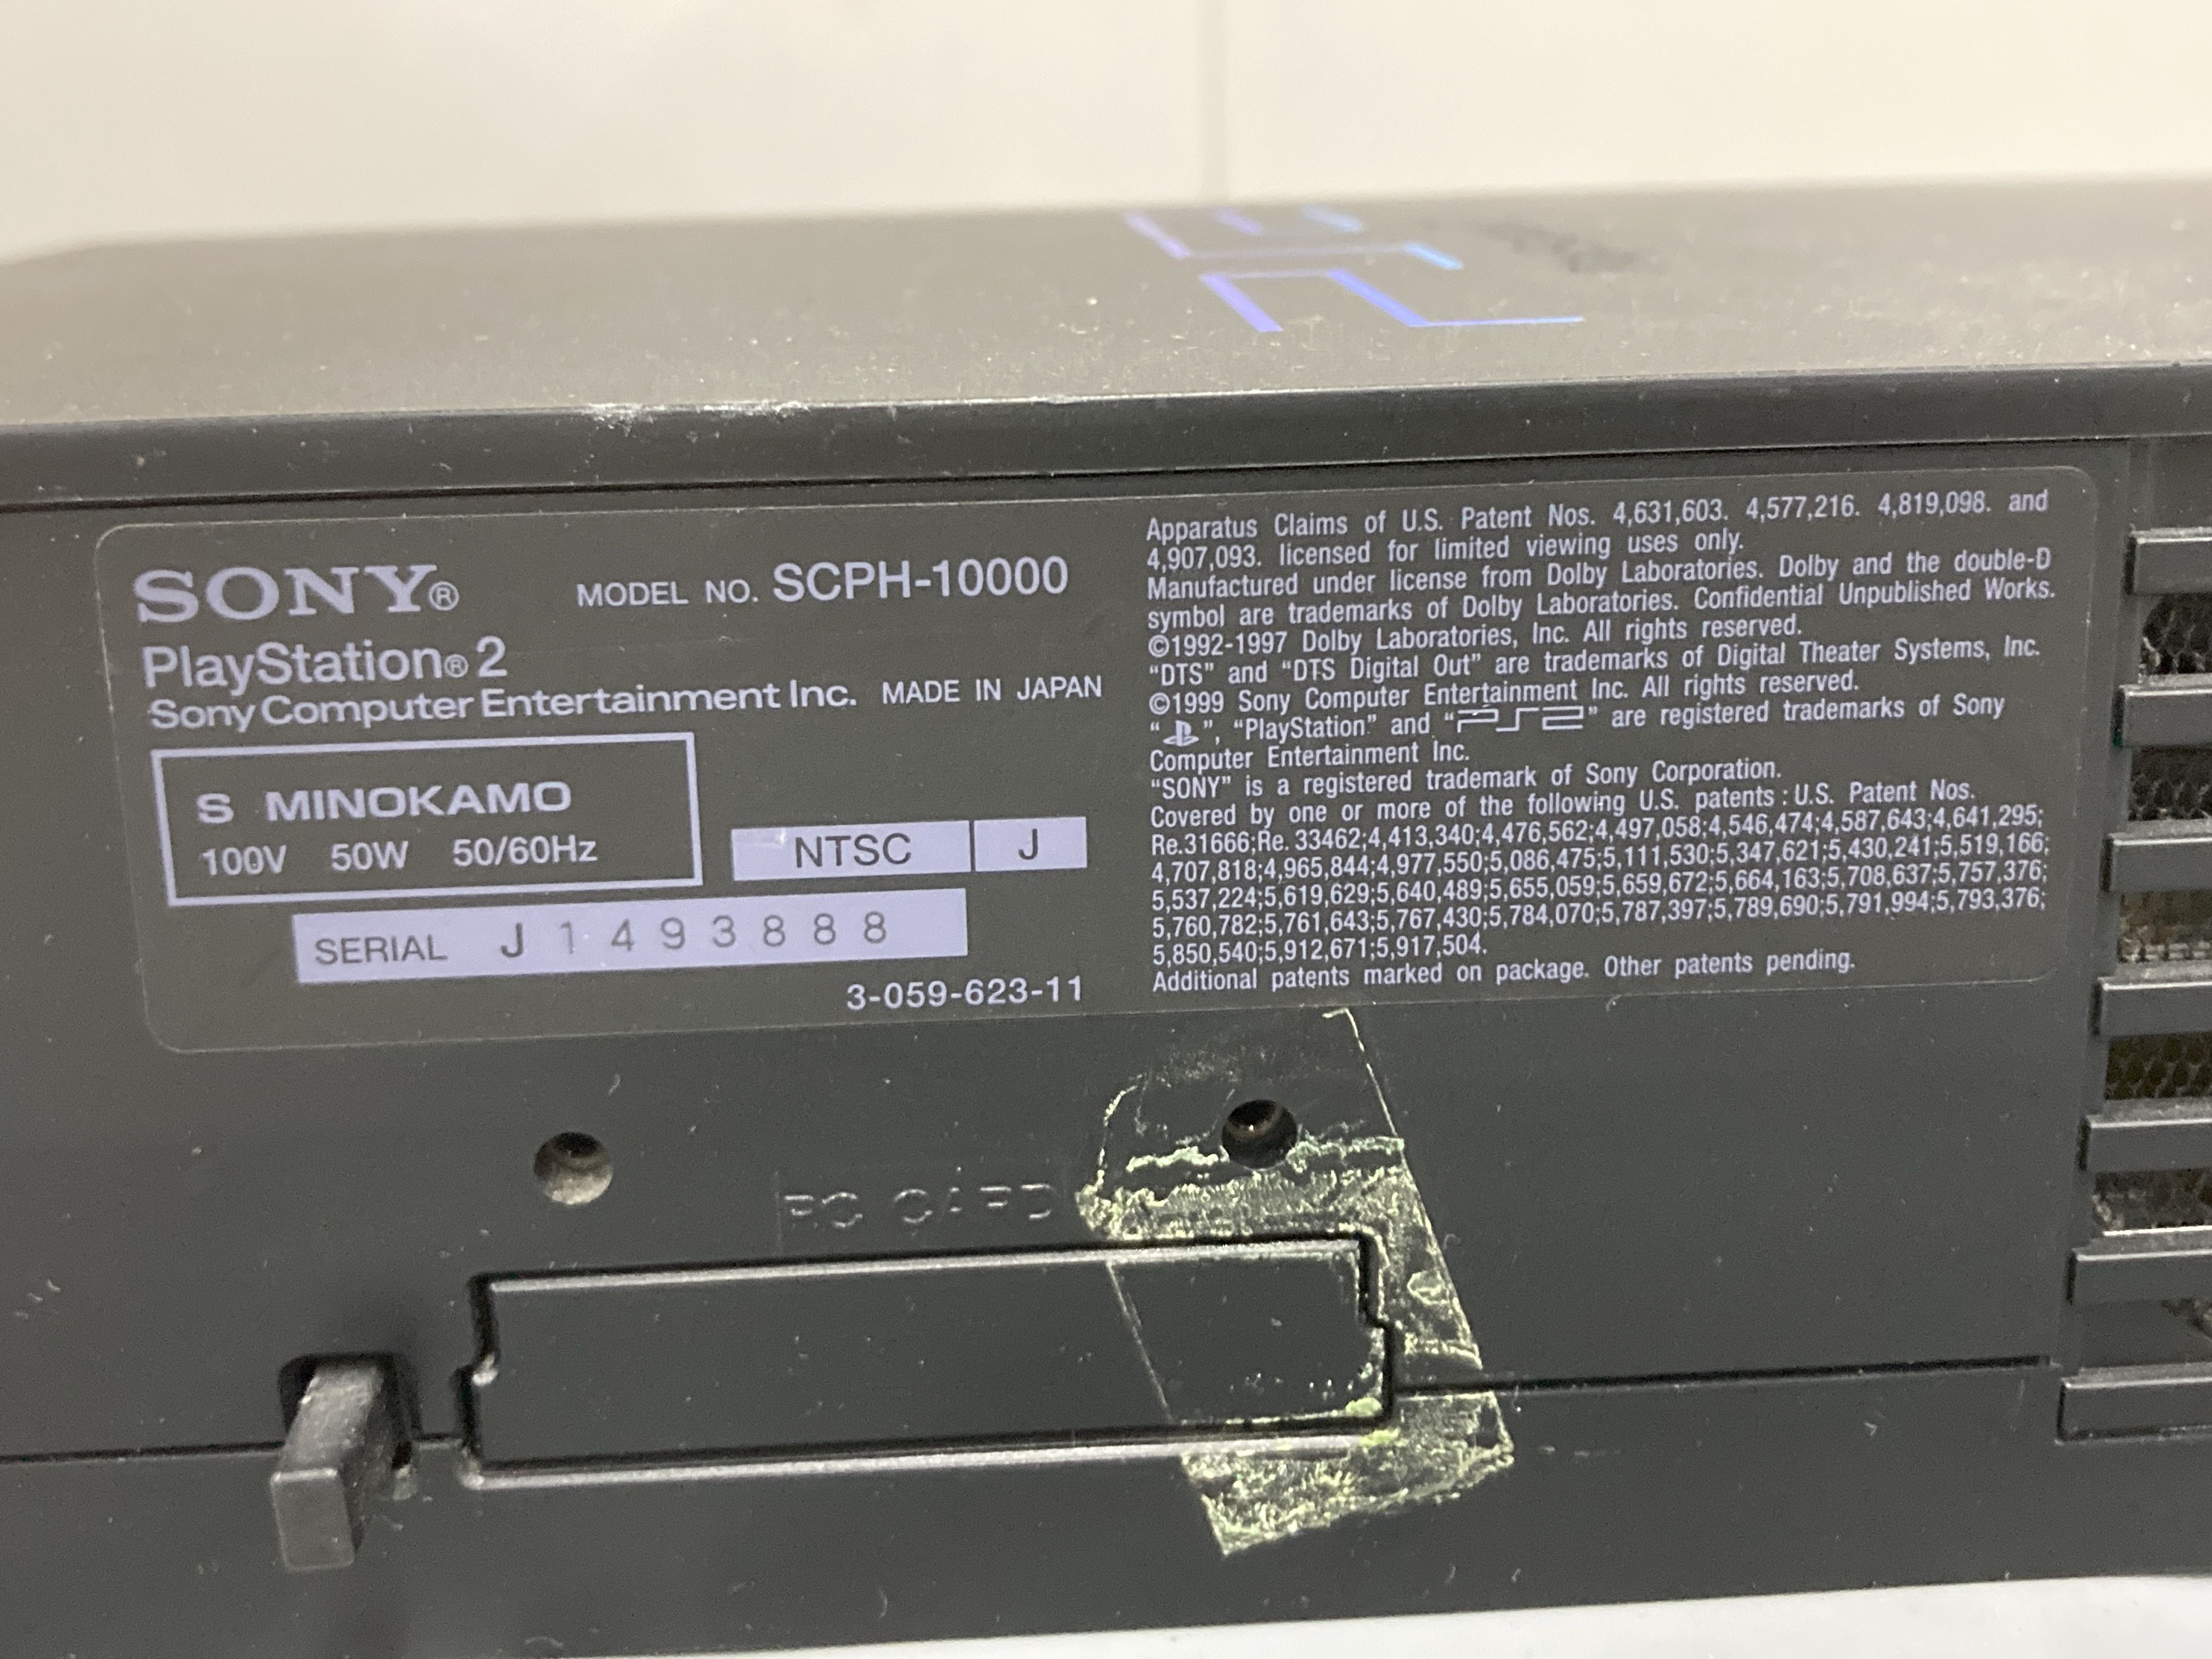 SONY®
MODEL NO. SCPH-10000
PlayStation®2
Sony Computer Entertainment Inc. MADE IN JAPAN
S MINOKAMO
100V 50W 50/60Hz
NTSC J
SERIAL J1493888
3-059-623-11
Apparatus Claims of U.S. Patent Nos. 4,631,603. 4,577,216. 4,819,098. and
4,907,093. licensed for limited viewing uses only.
Manufactured under license from Dolby Laboratories. Dolby and the double-D
symbol are trademarks of Dolby Laboratories. Confidential Unpublished Works.
©1992-1997 Dolby Laboratories, Inc. All rights reserved.
“DTS” and “DTS Digital Out” are trademarks of Digital Theater Systems, Inc.
©1999 Sony Computer Entertainment Inc. All rights reserved.
“ ”, “PlayStation” and “PS2” are registered trademarks of Sony
Computer Entertainment Inc.
“SONY” is a registered trademark of Sony Corporation.
Covered by one or more of the following U.S. patents : U.S. Patent Nos.
Re.31666;Re. 33462;4,413,340;4,476,562;4,497,058;4,546,474;4,587,643;4,641,295;
4,707,818;4,965,844;4,977,550;5,086,475;5,111,530;5,347,621;5,430,241;5,519,166;
5,537,224;5,619,629;5,640,489;5,655,059;5,659,672;5,664,163;5,708,637;5,757,376;
5,760,782;5,761,643;5,767,430;5,784,070;5,787,397;5,789,690;5,791,994;5,793,376;
5,850,540;5,912,671;5,917,504.
Additional patents marked on package. Other patents pending.
PC CARD